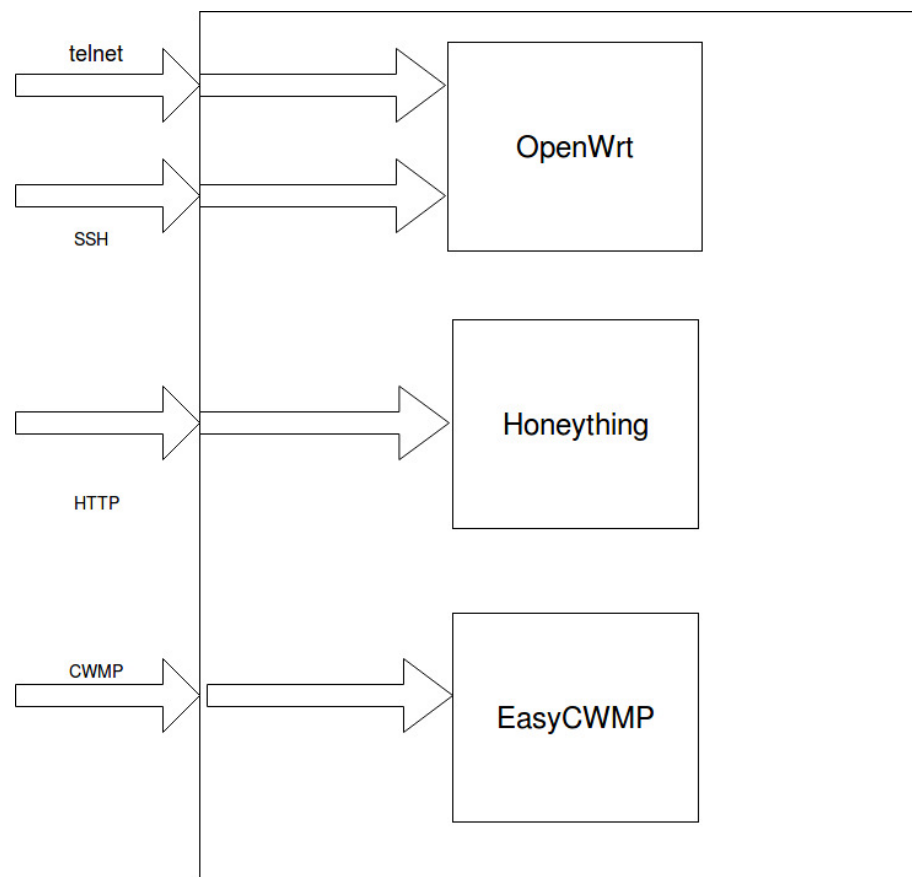 telnet
OpenWrt
SSH
Honeything
HTTP
CWMP
EasyCWMP